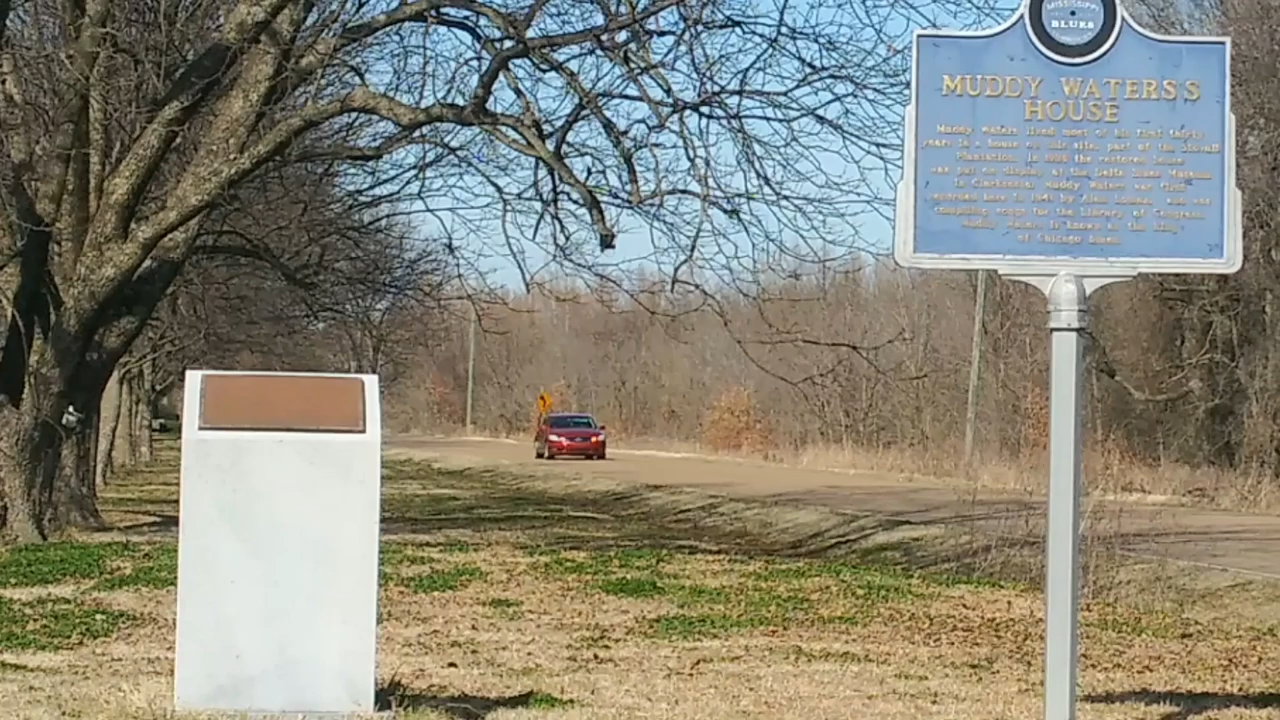 MISSISSIPPI
BLUES
MUDDY WATERS'S
HOUSE
Muddy Waters lived most of his first thirty
years in a house on this site, part of the Stovall
Plantation. In the restored house
was put on display at the Delta Blues Museum
in Clarksdale. Muddy Waters was first
recorded here in 1941 by Alan Lomax, who was
compiling songs for the Library of Congress.
Muddy Waters is known as the King
of Chicago blues.